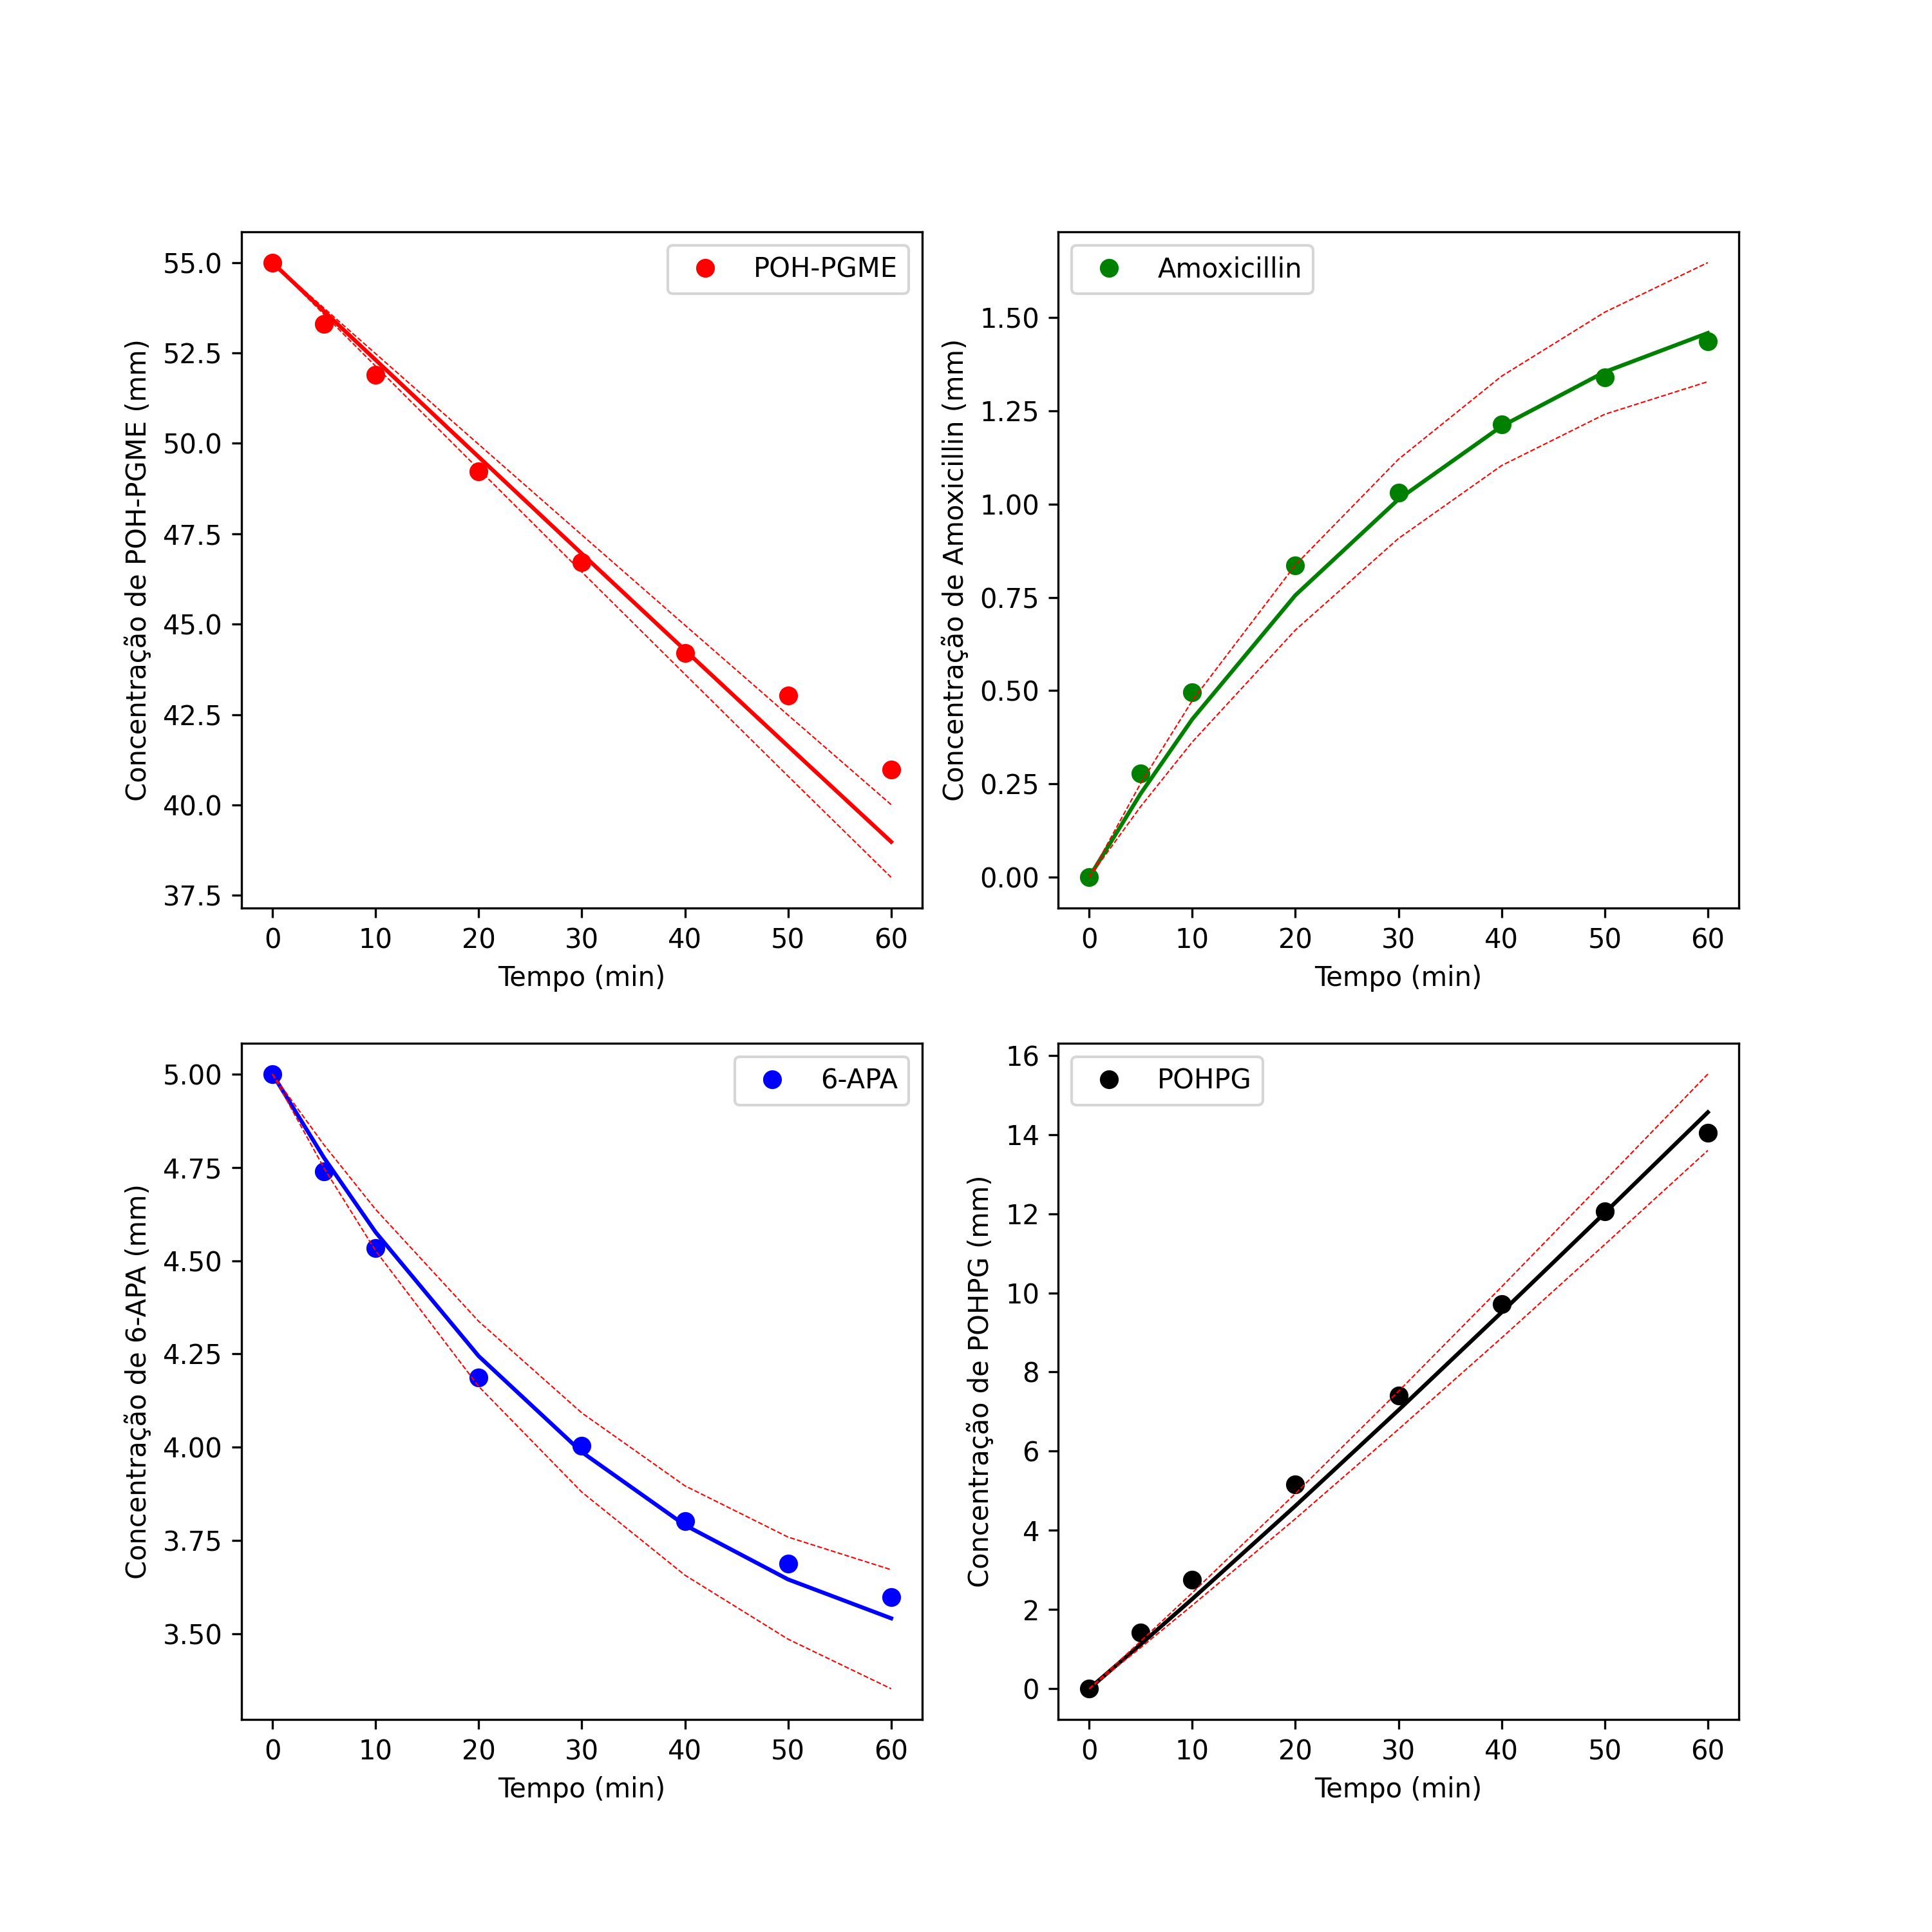 POH-PGME
Concentração de POH-PGME (mm)
55.0
52.5
50.0
47.5
45.0
42.5
40.0
37.5
0 10 20 30 40 50 60
Tempo (min)
Amoxicillin
Concentração de Amoxicillin (mm)
1.50
1.25
1.00
0.75
0.50
0.25
0.00
0 10 20 30 40 50 60
Tempo (min)
6-APA
Concentração de 6-APA (mm)
5.00
4.75
4.50
4.25
4.00
3.75
3.50
0 10 20 30 40 50 60
Tempo (min)
POHPG
Concentração de POHPG (mm)
16
14
12
10
8
6
4
2
0
0 10 20 30 40 50 60
Tempo (min)